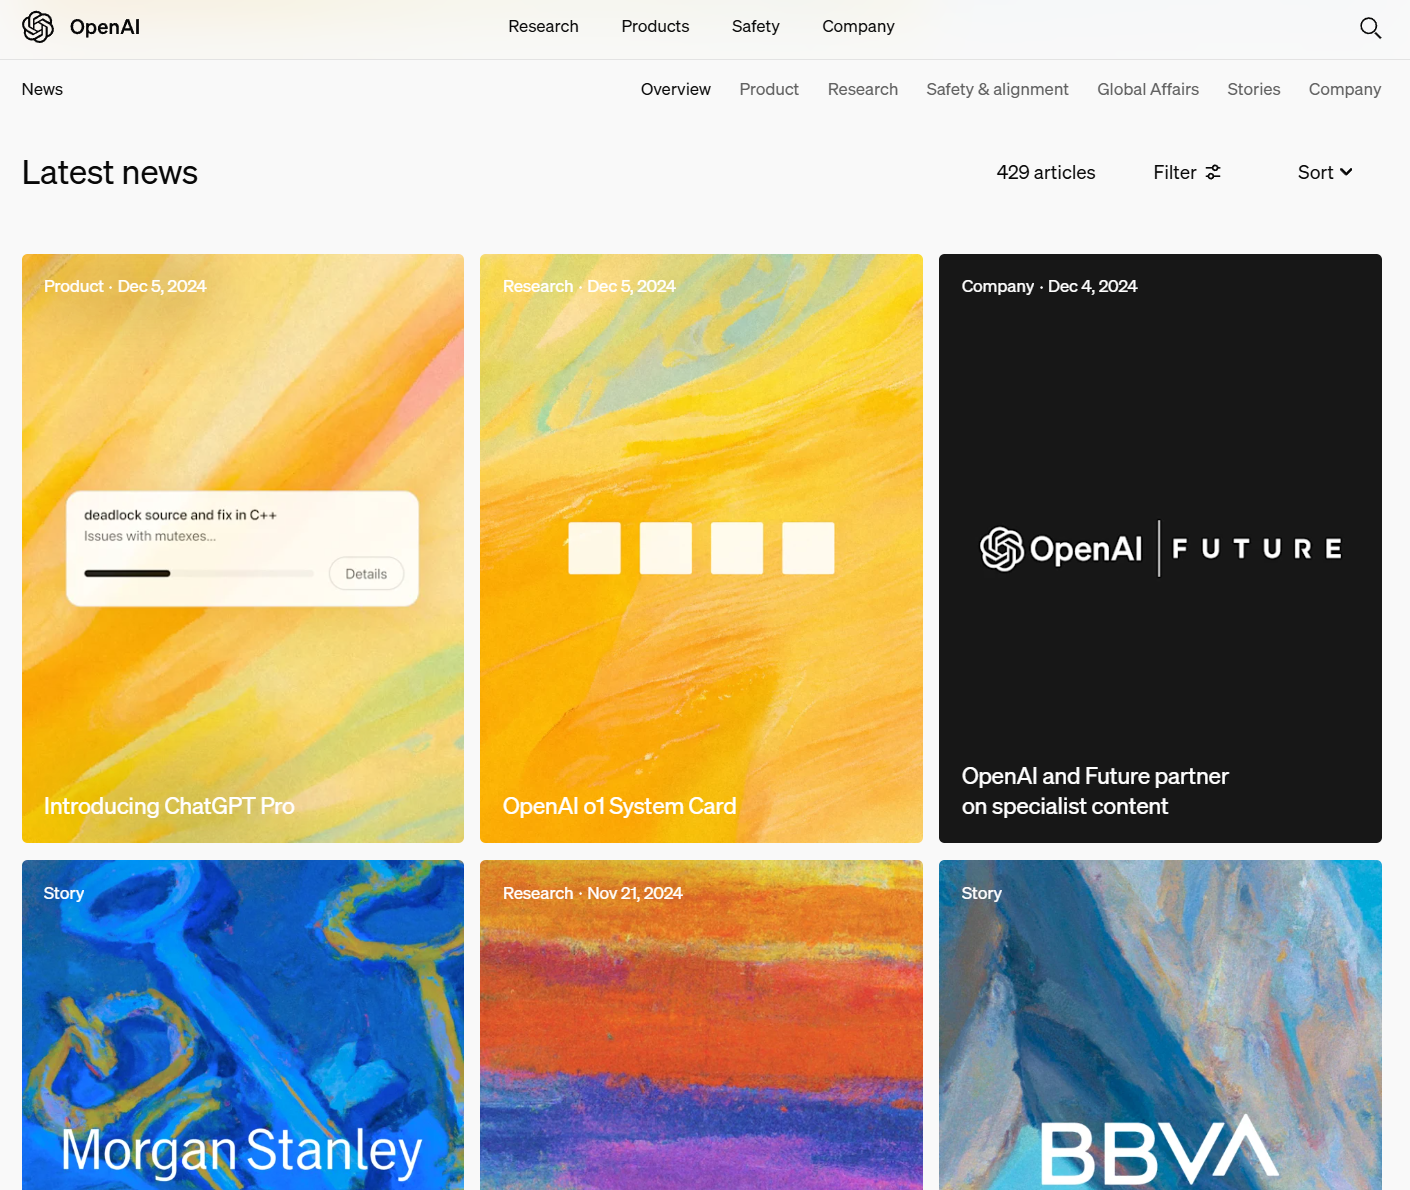 OpenAI
Research Products Safety Company
News
Overview Product Research Safety & alignment Global Affairs Stories Company
Latest news
429 articles Filter Sort
Product · Dec 5, 2024
deadlock source and fix in C++
Issues with mutexes...
Details
Introducing ChatGPT Pro
Research · Dec 5, 2024
OpenAI o1 System Card
Company · Dec 4, 2024
OpenAI | FUTURE
OpenAI and Future partner
on specialist content
Story
Morgan Stanley
Research · Nov 21, 2024
Story
BBVA